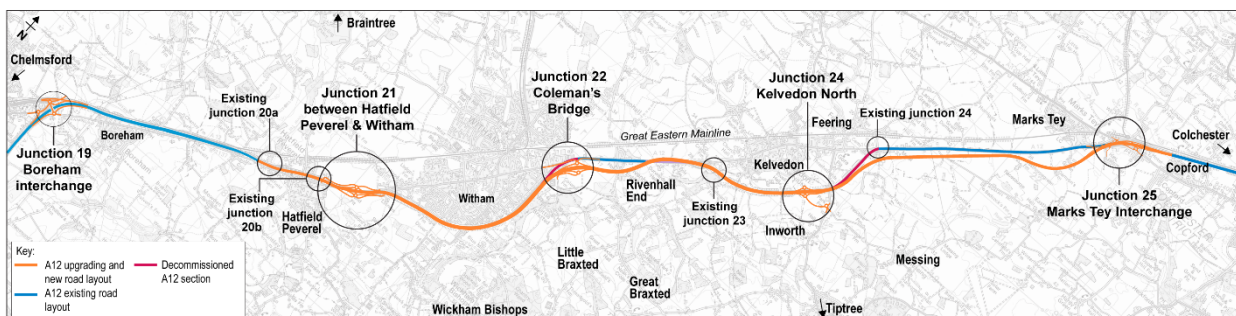 N
Chelmsford
Braintree
Junction 19
Boreham
interchange
Boreham
Existing
junction 20a
Existing
junction
20b
Hatfield
Peverel
Junction 21
between Hatfield
Peverel & Witham
Witham
Junction 22
Coleman's
Bridge
Great Eastern Mainline
Rivenhall
End
Little
Braxted
Great
Braxted
Wickham Bishops
Existing
junction 23
Junction 24
Kelvedon North
Kelvedon
Feering
Inworth
Existing junction 24
Messing
Tiptree
Marks Tey
Junction 25
Marks Tey Interchange
Colchester
Copford
Key:
A12 upgrading and
new road layout
A12 existing road
layout
Decommissioned
A12 section